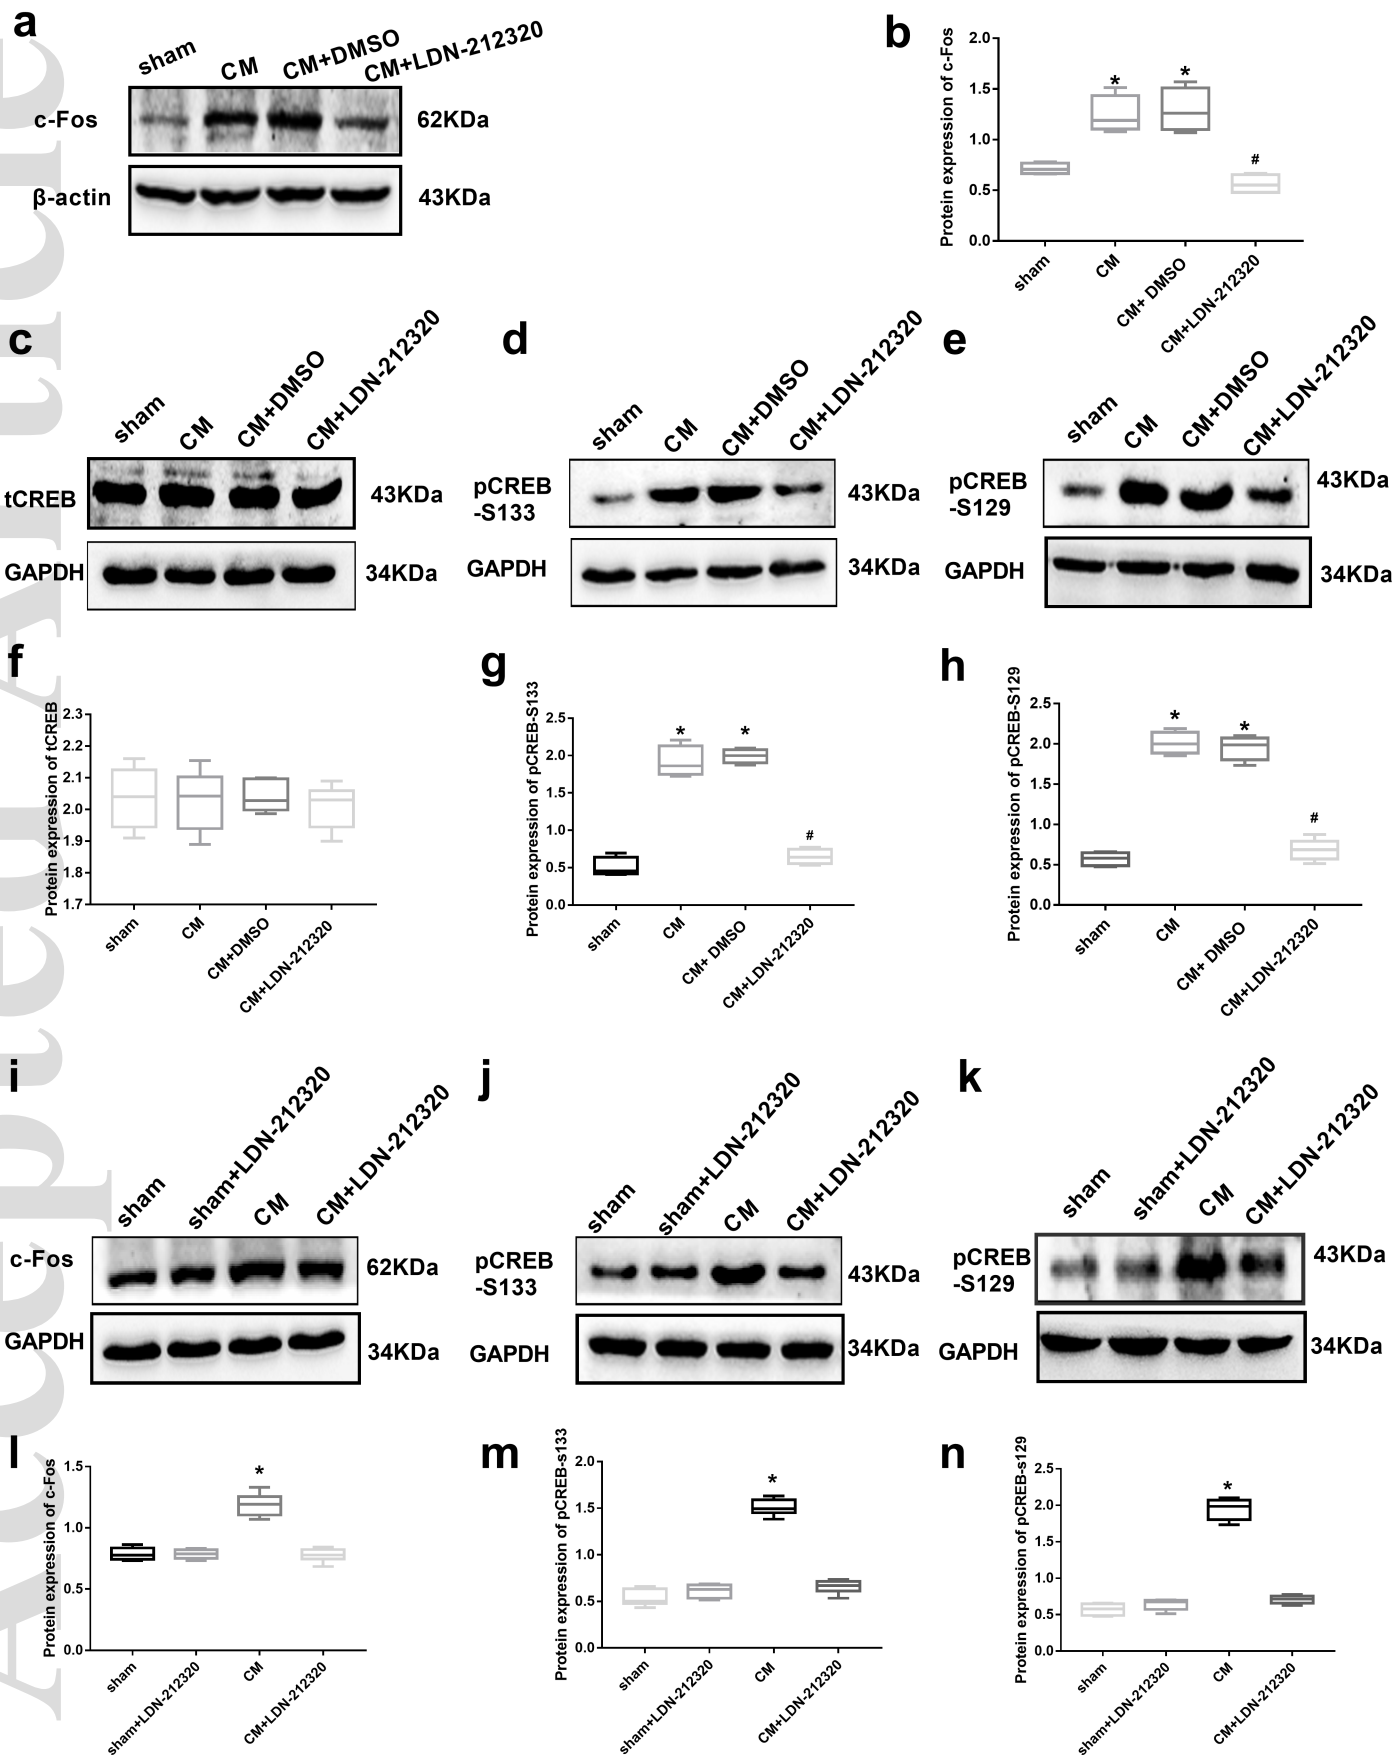 Accepted Article
a
sham
CM
CM+DMSO
CM+LDN-212320
c-Fos
62KDa
β-actin
43KDa
b
Protein expression of c-Fos
2.0
1.5
1.0
0.5
0.0
*
*
#
sham
CM
CM+ DMSO
CM+LDN-212320
c
sham
CM
CM+DMSO
CM+LDN-212320
tCREB
43KDa
GAPDH
34KDa
d
sham
CM
CM+DMSO
CM+LDN-212320
pCREB
-S133
43KDa
GAPDH
34KDa
e
sham
CM
CM+DMSO
CM+LDN-212320
pCREB
-S129
43KDa
GAPDH
34KDa
f
Protein expression of tCREB
2.3
2.2
2.1
2.0
1.9
1.8
1.7
sham
CM
CM+DMSO
CM+LDN-212320
g
Protein expression of pCREB-S133
2.5
2.0
1.5
1.0
0.5
0.0
*
*
#
sham
CM
CM+ DMSO
CM+LDN-212320
h
Protein expression of pCREB-S129
2.5
2.0
1.5
1.0
0.5
0.0
*
*
#
sham
CM
CM+ DMSO
CM+LDN-212320
i
sham
sham+LDN-212320
CM
CM+LDN-212320
c-Fos
62KDa
GAPDH
34KDa
j
sham
sham+LDN-212320
CM
CM+LDN-212320
pCREB
-S133
43KDa
GAPDH
34KDa
k
sham
sham+LDN-212320
CM
CM+LDN-212320
pCREB
-S129
43KDa
GAPDH
34KDa
l
Protein expression of c-Fos
1.5
1.0
0.5
0.0
*
sham
sham+LDN-212320
CM
CM+LDN-212320
m
Protein expression of pCREB-s133
2.0
1.5
1.0
0.5
0.0
*
sham
sham+LDN-212320
CM
CM+LDN-212320
n
Protein expression of pCREB-s129
2.5
2.0
1.5
1.0
0.5
0.0
*
sham
sham+LDN-212320
CM
CM+LDN-212320